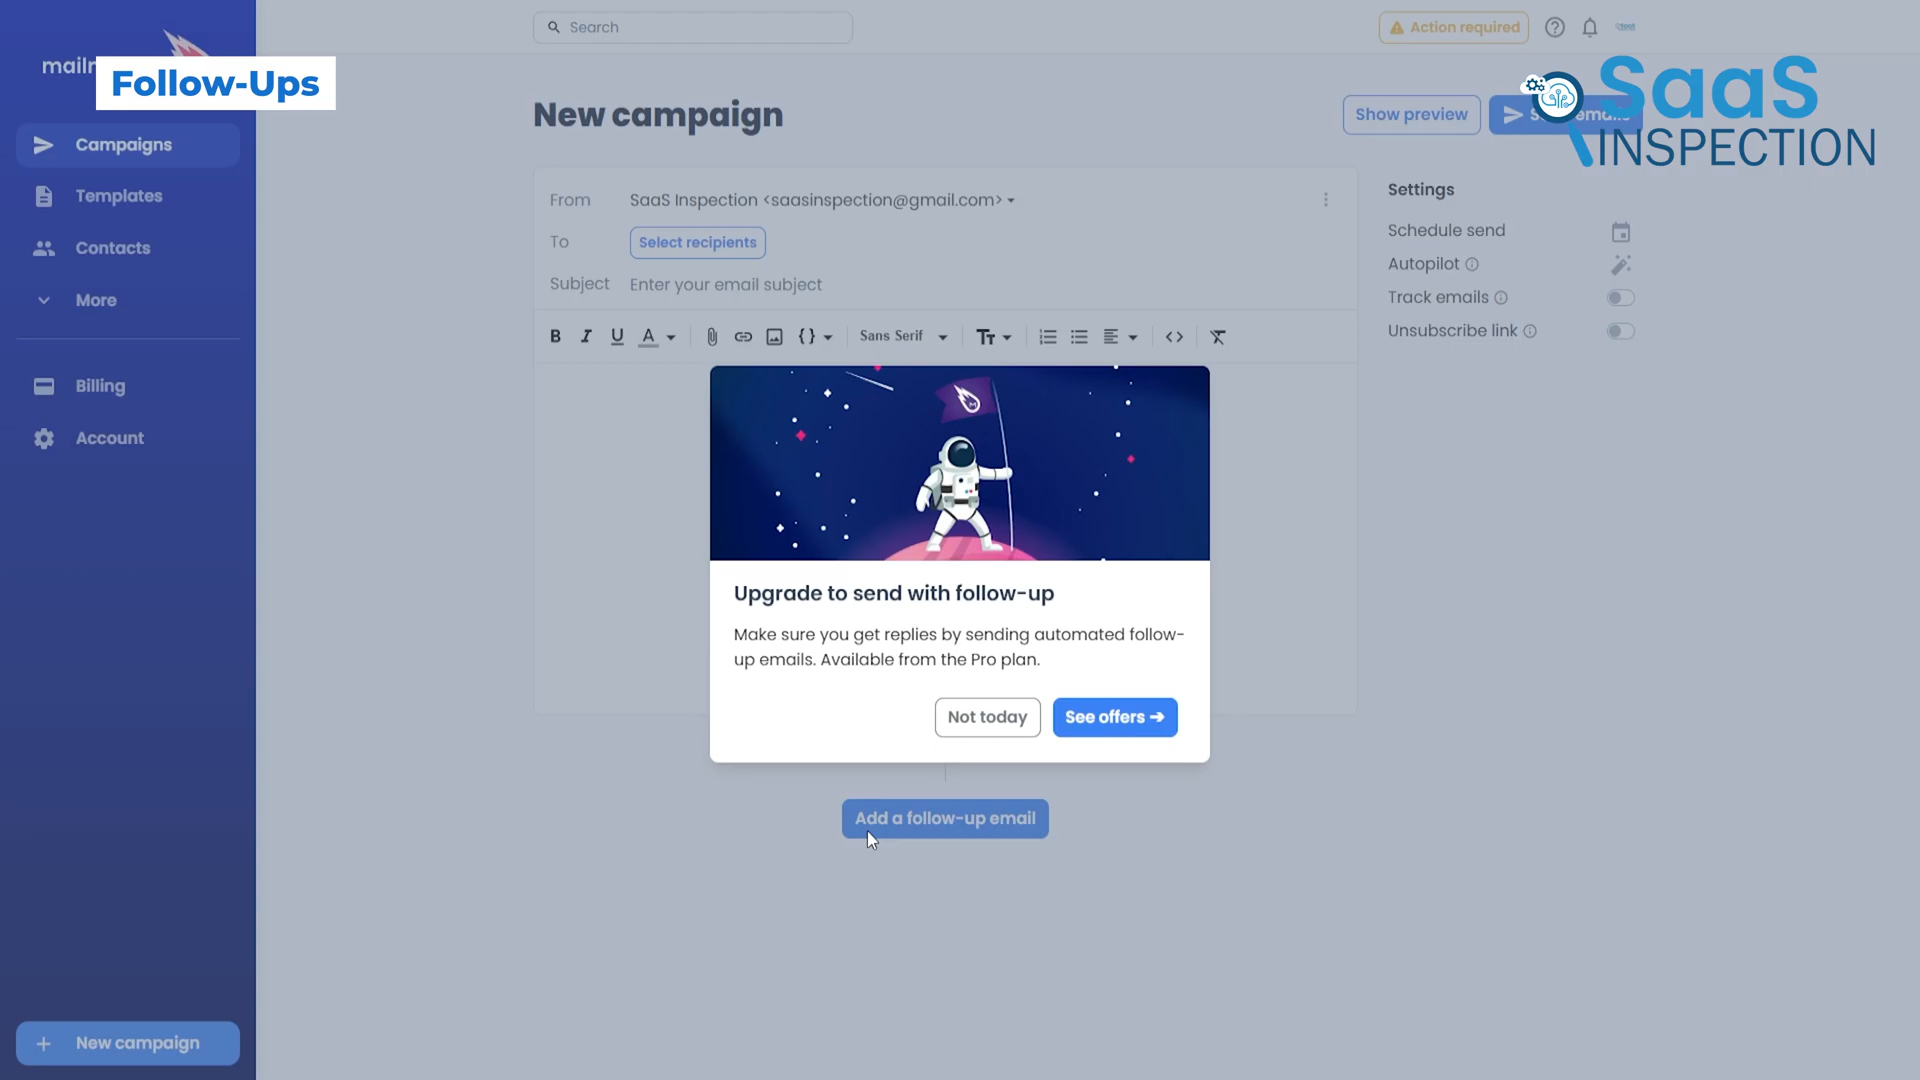 Follow-Ups
Campaigns
Templates
Contacts
More
Billing
Account
New campaign
Search
Action required
SaaS
INSPECTION
New campaign
Show preview
From SaaS Inspection <saasinspection@gmail.com>
To Select recipients
Subject Enter your email subject
B I U A {} Sans Serif
Settings
Schedule send
Autopilot
Track emails
Unsubscribe link
Upgrade to send with follow-up
Make sure you get replies by sending automated follow-
up emails. Available from the Pro plan.
Not today
See offers ➔
Add a follow-up email